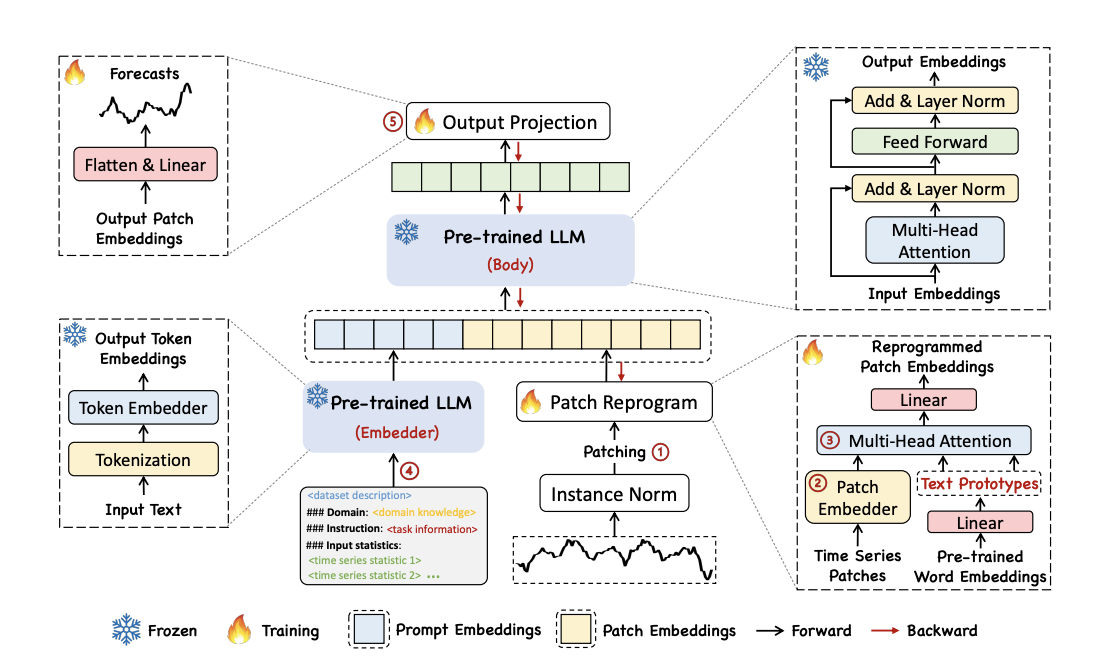 Forecasts
Flatten & Linear
Output Patch
Embeddings
⑤
Output Projection
Pre-trained LLM
(Body)
Output Embeddings
Add & Layer Norm
Feed Forward
Add & Layer Norm
Multi-Head
Attention
Input Embeddings
Output Token
Embeddings
Token Embedder
Tokenization
Input Text
Pre-trained LLM
(Embedder)
④
<dataset description>
### Domain: <domain knowledge>
### Instruction: <task information>
### Input statistics:
<time series statistic 1>
<time series statistic 2> •••
Patch Reprogram
Patching ①
Instance Norm
Reprogrammed
Patch Embeddings
Linear
③ Multi-Head Attention
② Patch
Embedder
Text Prototypes
Linear
Time Series
Patches
Pre-trained
Word Embeddings
Frozen
Training
Prompt Embeddings
Patch Embeddings
Forward
Backward